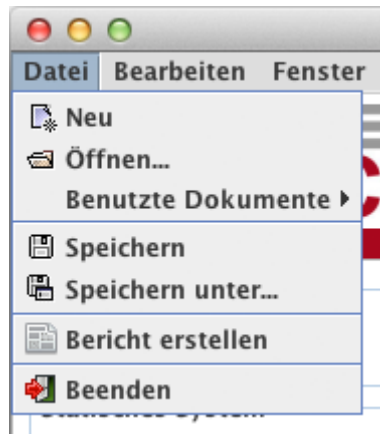 Datei Bearbeiten Fenster
Neu
Öffnen...
Benutzte Dokumente
Speichern
Speichern unter...
Bericht erstellen
Beenden